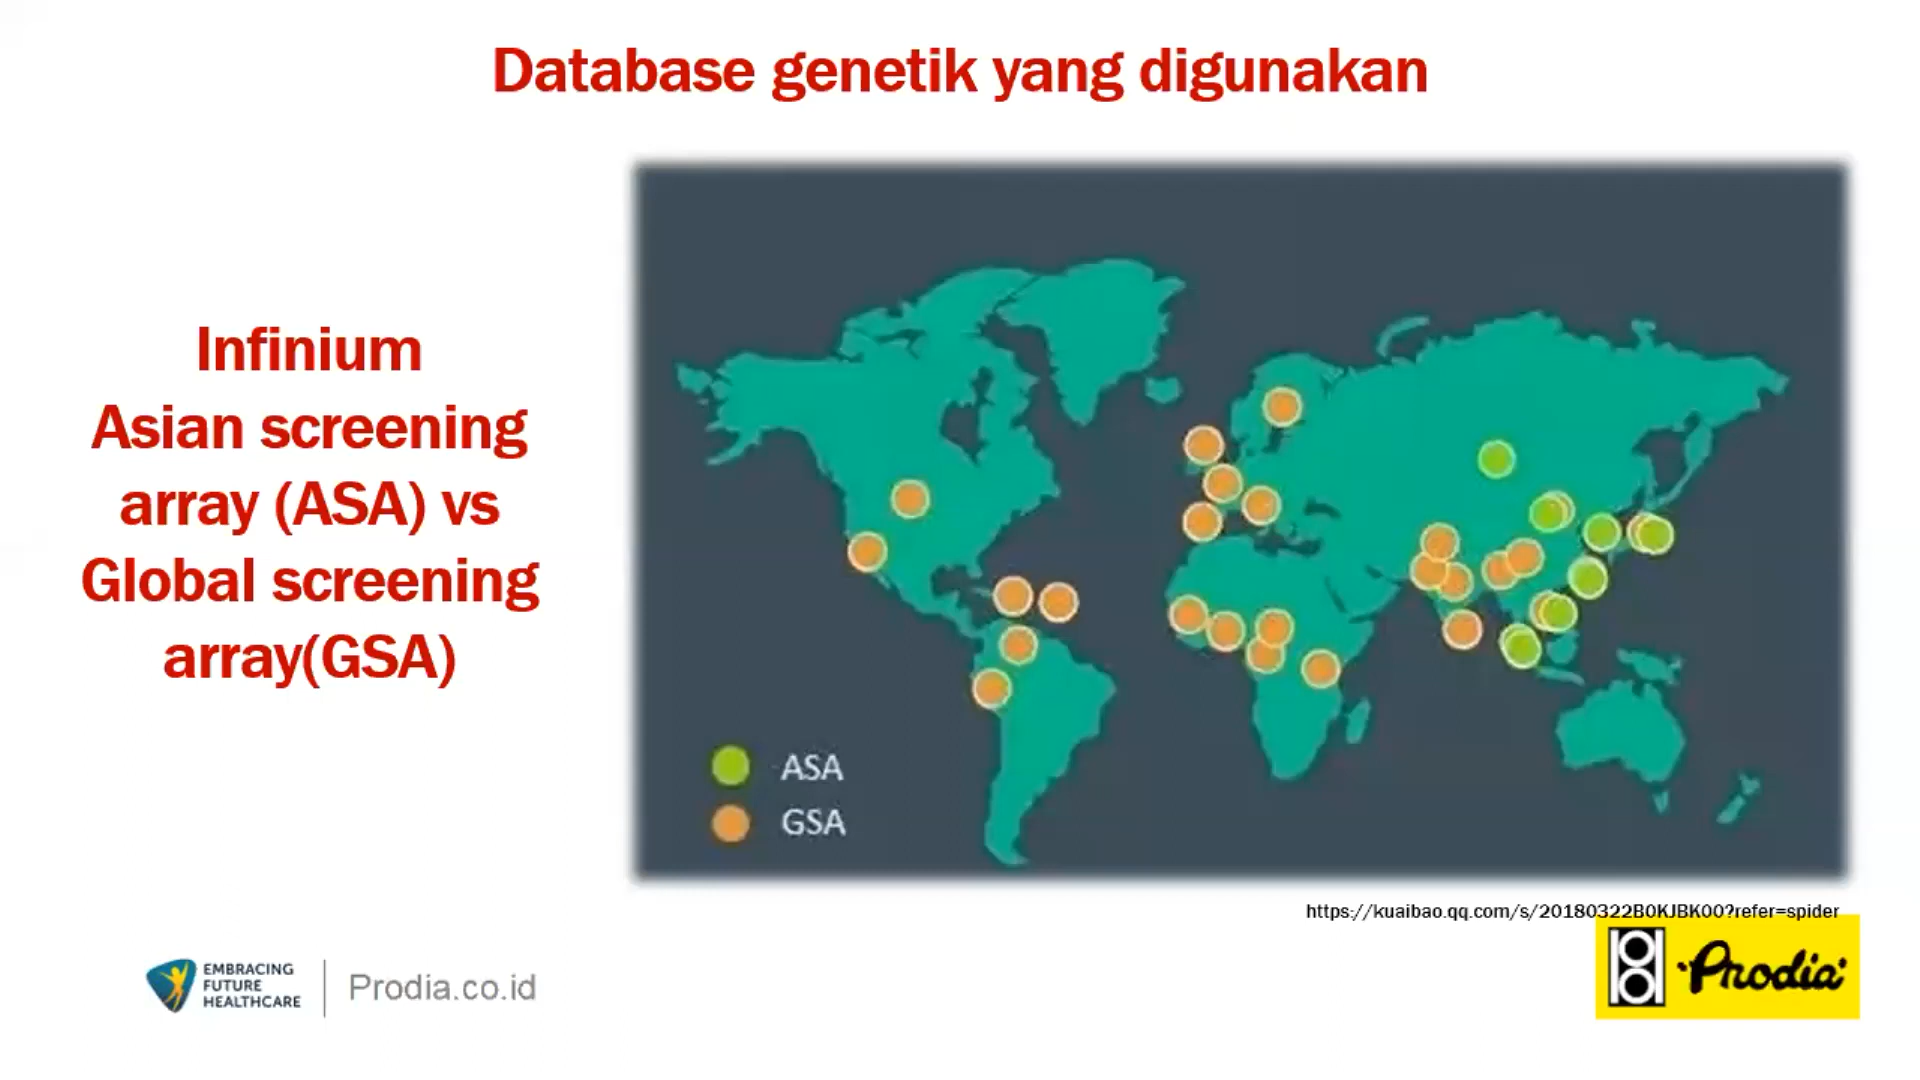 Database genetik yang digunakan
Infinium
Asian screening
array (ASA) vs
Global screening
array(GSA)
ASA
GSA
https://kuaibao.qq.com/s/20180322B0KJBK00?refer=spider
EMBRACING
FUTURE
HEALTHCARE
Prodia.co.id
Prodia